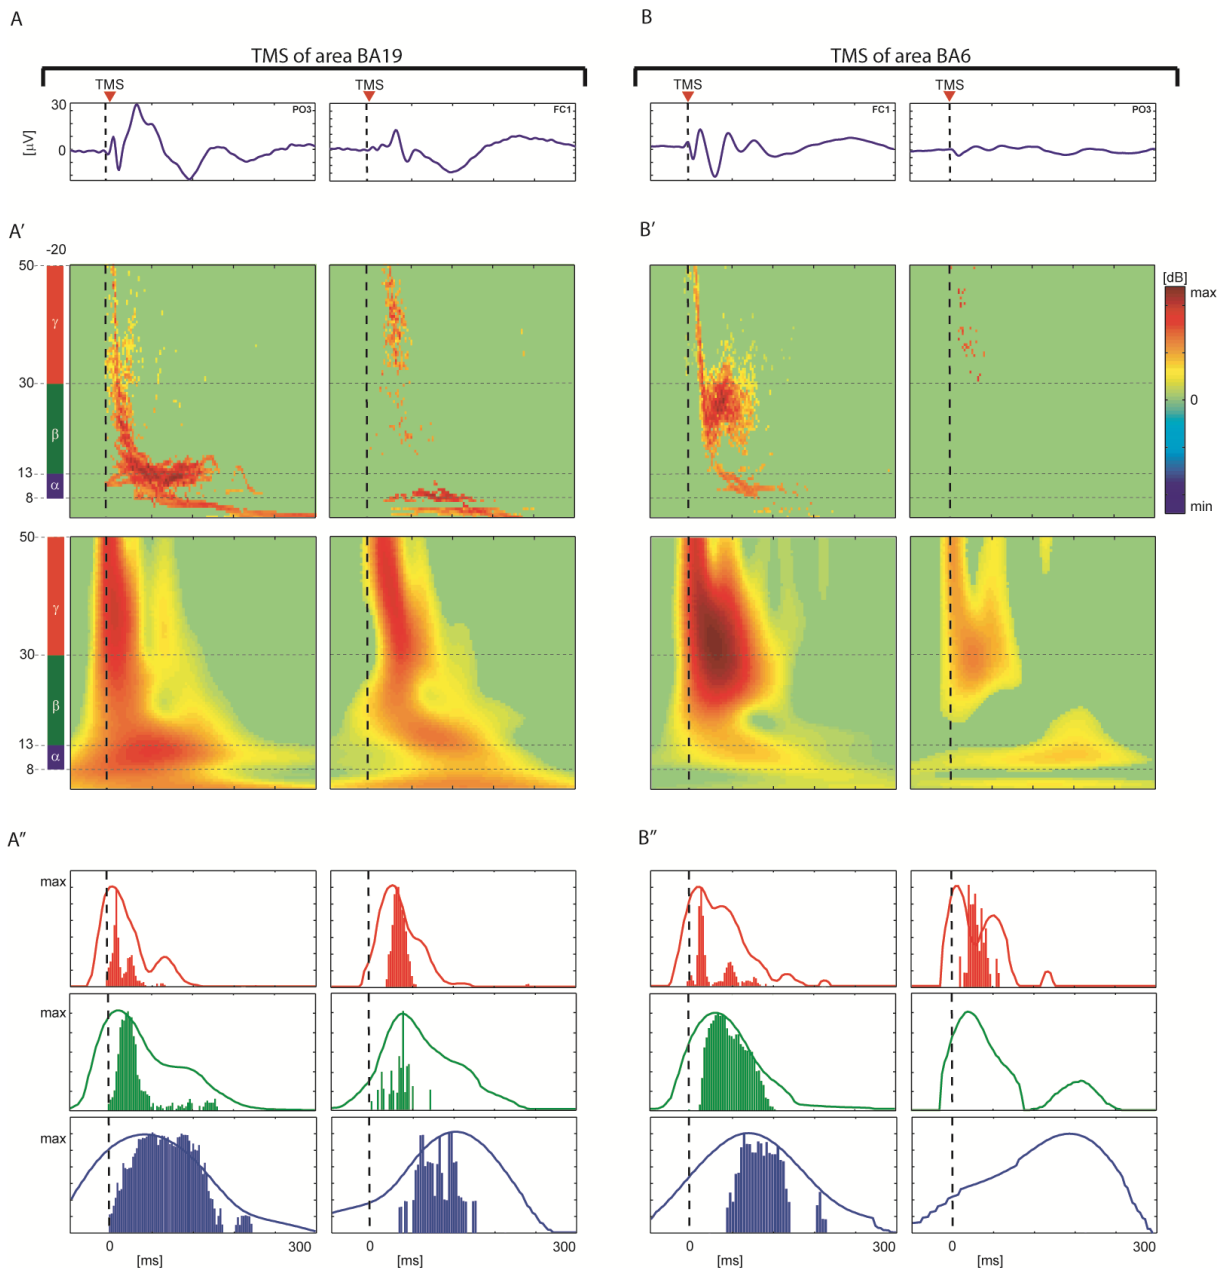 A B
TMS of area BA19 TMS of area BA6
TMS TMS TMS TMS
30 PO3 FC1 FC1 PO3
[µV]
0
A′ B′
-20
50
[dB]
max
γ
30
0
β
13
α
8
min
50
γ
30
β
13
α
8
A″ B″
max
max
max
0 300 0 0 300 0
[ms] [ms] [ms] [ms]